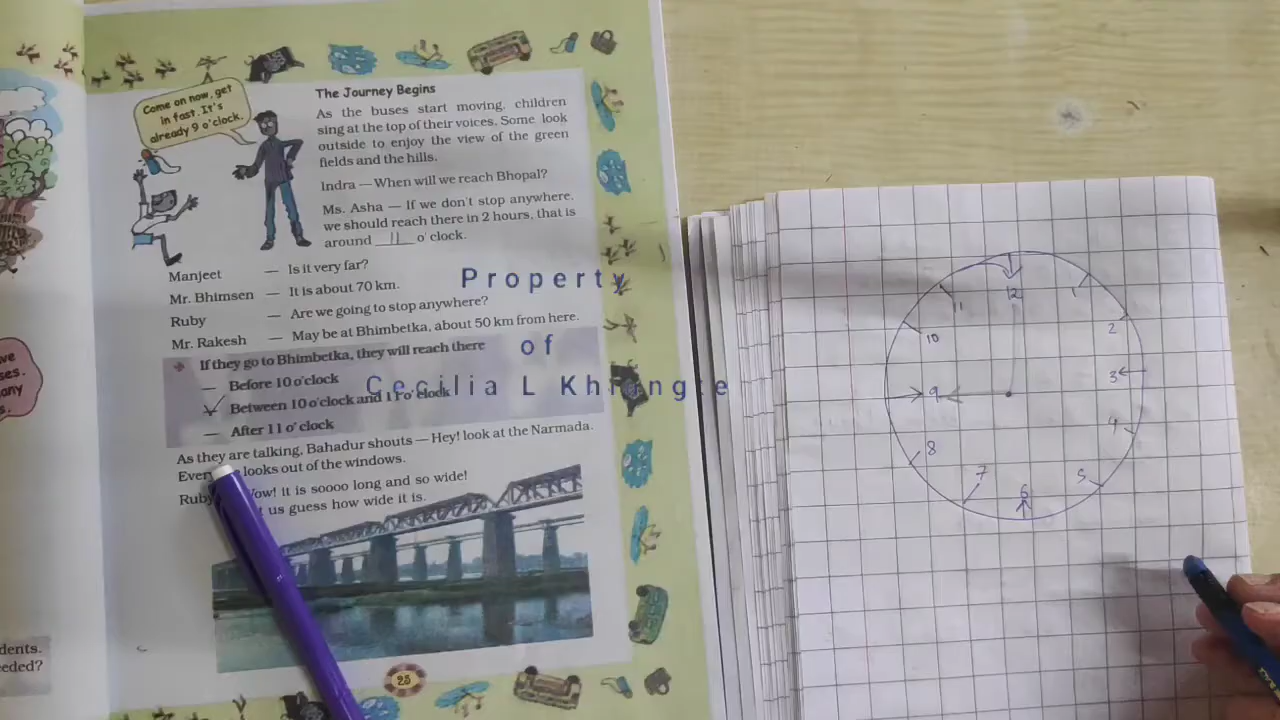 Come on now, get
in fast. It's
already 9 o'clock.
The Journey Begins
As the buses start moving, children
sing at the top of their voices. Some look
outside to enjoy the view of the green
fields and the hills.
Indra — When will we reach Bhopal?
Ms. Asha — If we don't stop anywhere,
we should reach there in 2 hours, that is
around 11 o'clock.
Manjeet — Is it very far?
Mr. Bhimsen — It is about 70 km.
Ruby — Are we going to stop anywhere?
Mr. Rakesh — May be at Bhimbetka, about 50 km from here.
If they go to Bhimbetka, they will reach there
— Before 10 o'clock
✓ Between 10 o'clock and 11 o'clock
— After 11 o'clock
As they are talking, Bahadur shouts — Hey! look at the Narmada.
looks out of the windows.
Ruby Wow! it is soooo long and so wide!
us guess how wide it is.
25
dents.
eeded?
ses.
any
Property
of
Cecilia L Khiangte
12
1
2
3
4
5
6
7
8
9
10
11